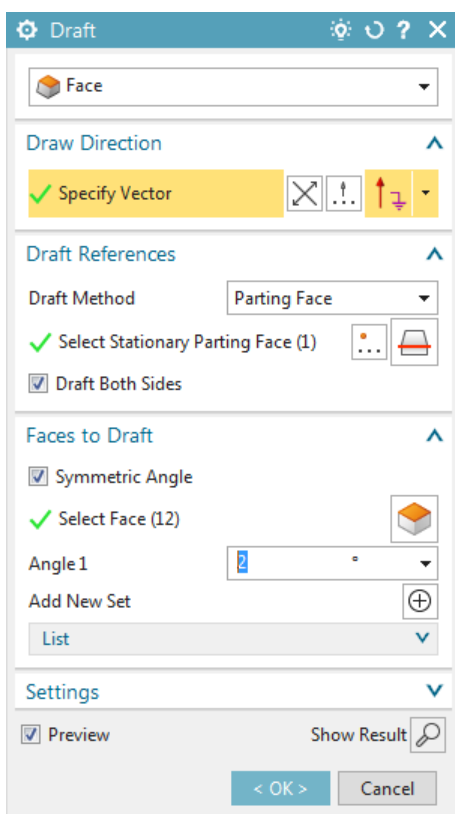 Draft ?
Face
Draw Direction
Specify Vector
Draft References
Draft Method Parting Face
Select Stationary Parting Face (1)
Draft Both Sides
Faces to Draft
Symmetric Angle
Select Face (12)
Angle 1 2 °
Add New Set
List
Settings
Preview Show Result
< OK > Cancel